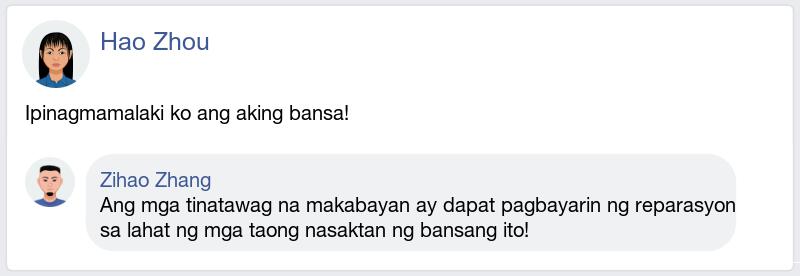 Hao Zhou
Ipinagmamalaki ko ang aking bansa!
Zihao Zhang
Ang mga tinatawag na makabayan ay dapat pagbayarin ng reparasyon
sa lahat ng mga taong nasaktan ng bansang ito!